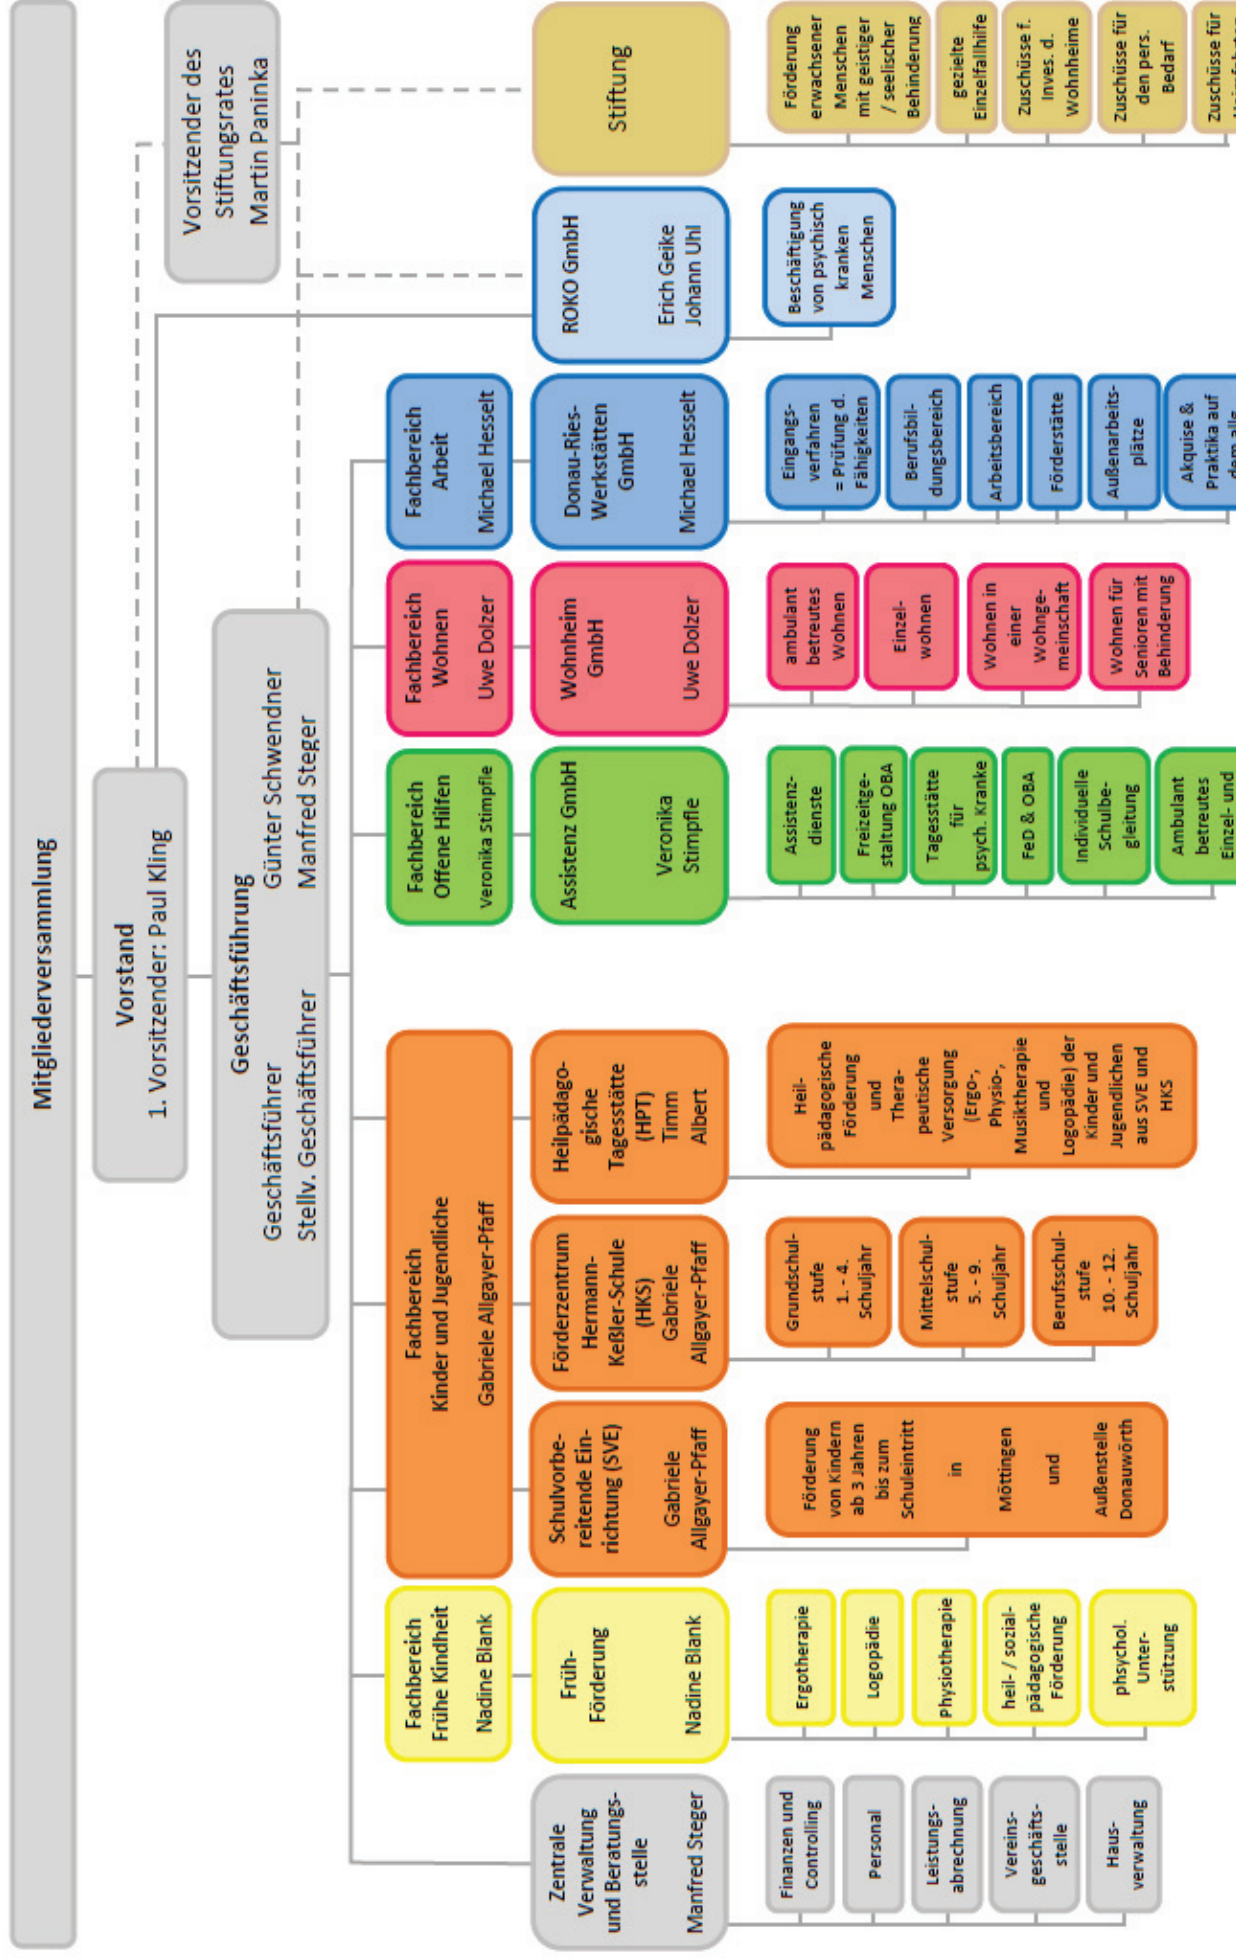 Mitgliederversammlung
Vorstand
1. Vorsitzender: Paul Kling
Vorsitzender des
Stiftungsrates
Martin Paninka
Geschäftsführung
Geschäftsführer Günter Schwendner
Stellv. Geschäftsführer Manfred Steger
Fachbereich
Frühe Kindheit
Nadine Blank
Fachbereich
Kinder und Jugendliche
Gabriele Allgayer-Pfaff
Fachbereich
Offene Hilfen
Veronika Stimpfle
Fachbereich
Wohnen
Uwe Dolzer
Fachbereich
Arbeit
Michael Hesselt
Zentrale
Verwaltung
und Beratungs-
stelle
Manfred Steger
Früh-
Förderung
Nadine Blank
Schulvorbe-
reitende Ein-
richtung (SVE)
Gabriele
Allgayer-Pfaff
Förderzentrum
Hermann-
Keßler-Schule
(HKS)
Gabriele
Allgayer-Pfaff
Heilpädago-
gische
Tagesstätte
(HPT)
Timm
Albert
Assistenz GmbH
Veronika
Stimpfle
Wohnheim
GmbH
Uwe Dolzer
Donau-Ries-
Werkstätten
GmbH
Michael Hesselt
ROKO GmbH
Erich Geike
Johann Uhl
Stiftung
Finanzen und
Controlling
Personal
Leistungs-
abrechnung
Vereins-
geschäfts-
stelle
Haus-
verwaltung
Ergotherapie
Logopädie
Physiotherapie
heil- / sozial-
pädagogische
Förderung
phsychol.
Unter-
stützung
Förderung
von Kindern
ab 3 Jahren
bis zum
Schuleintritt
in
Möttingen
und
Außenstelle
Donauwörth
Grundschul-
stufe
1. - 4.
Schuljahr
Mittelschul-
stufe
5. - 9.
Schuljahr
Berufsschul-
stufe
10. - 12.
Schuljahr
Heil-
pädagogische
Förderung
und
Thera-
peutische
Versorgung
(Ergo-,
Physio-,
Musiktherapie
und
Logopädie) der
Kinder und
Jugendlichen
aus SVE und
HKS
Assistenz-
dienste
Freizeitge-
staltung OBA
Tagesstätte
für
psych. Kranke
FeD & OBA
Individuelle
Schulbe-
gleitung
Ambulant
betreutes
Einzel- und
ambulant
betreutes
Wohnen
Einzel-
wohnen
Wohnen in
einer
Wohnge-
meinschaft
Wohnen für
Senioren mit
Behinderung
Eingangs-
verfahren
= Prüfung d.
Fähigkeiten
Berufsbil-
dungsbereich
Arbeitsbereich
Förderstätte
Außenarbeits-
plätze
Akquise &
Praktika auf
Beschäftigung
von psychisch
kranken
Menschen
Förderung
erwachsener
Menschen
mit geistiger
/ seelischer
Behinderung
gezielte
Einzelfallhilfe
Zuschüsse f.
Inves. d.
Wohnheime
Zuschüsse für
den pers.
Bedarf
Zuschüsse für